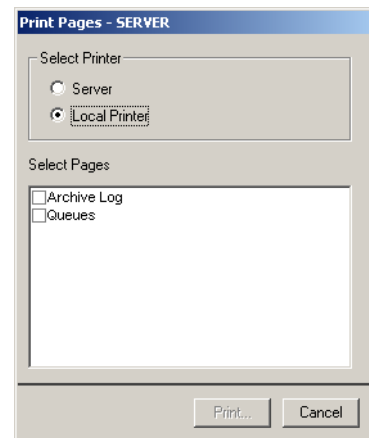 Print Pages - SERVER
Select Printer
Server
Local Printer
Select Pages
Archive Log
Queues
Print... Cancel